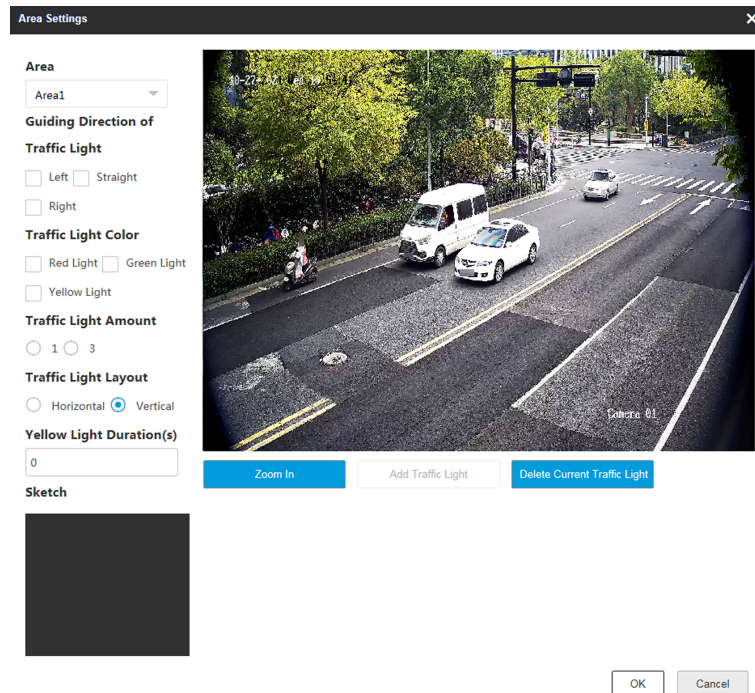 Area Settings
Area
Area1
Guiding Direction of
Traffic Light
Left Straight
Right
Traffic Light Color
Red Light Green Light
Yellow Light
Traffic Light Amount
1 3
Traffic Light Layout
Horizontal Vertical
Yellow Light Duration(s)
0
Sketch
Camera 01
Zoom In Add Traffic Light Delete Current Traffic Light
OK Cancel